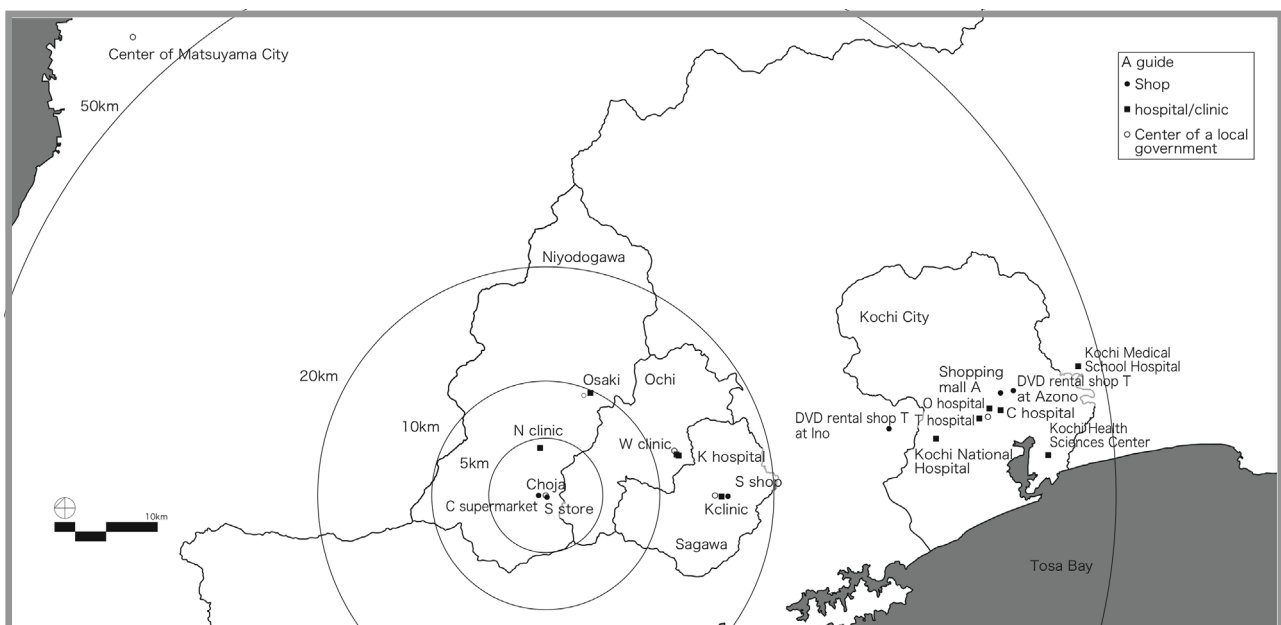 Center of Matsuyama City
50km
A guide
Shop
hospital/clinic
Center of a local
government
Niyodogawa
Kochi City
20km
Osaki
Ochi
Kochi Medical
School Hospital
Shopping
mall A
DVD rental shop T
at Azono
O hospital
C hospital
DVD rental shop T
at Ino
T hospital
Kochi Health
Sciences Center
Kochi National
Hospital
10km
N clinic
W clinic
K hospital
5km
Choja
S shop
C supermarket
S store
Kclinic
Sagawa
10km
Tosa Bay